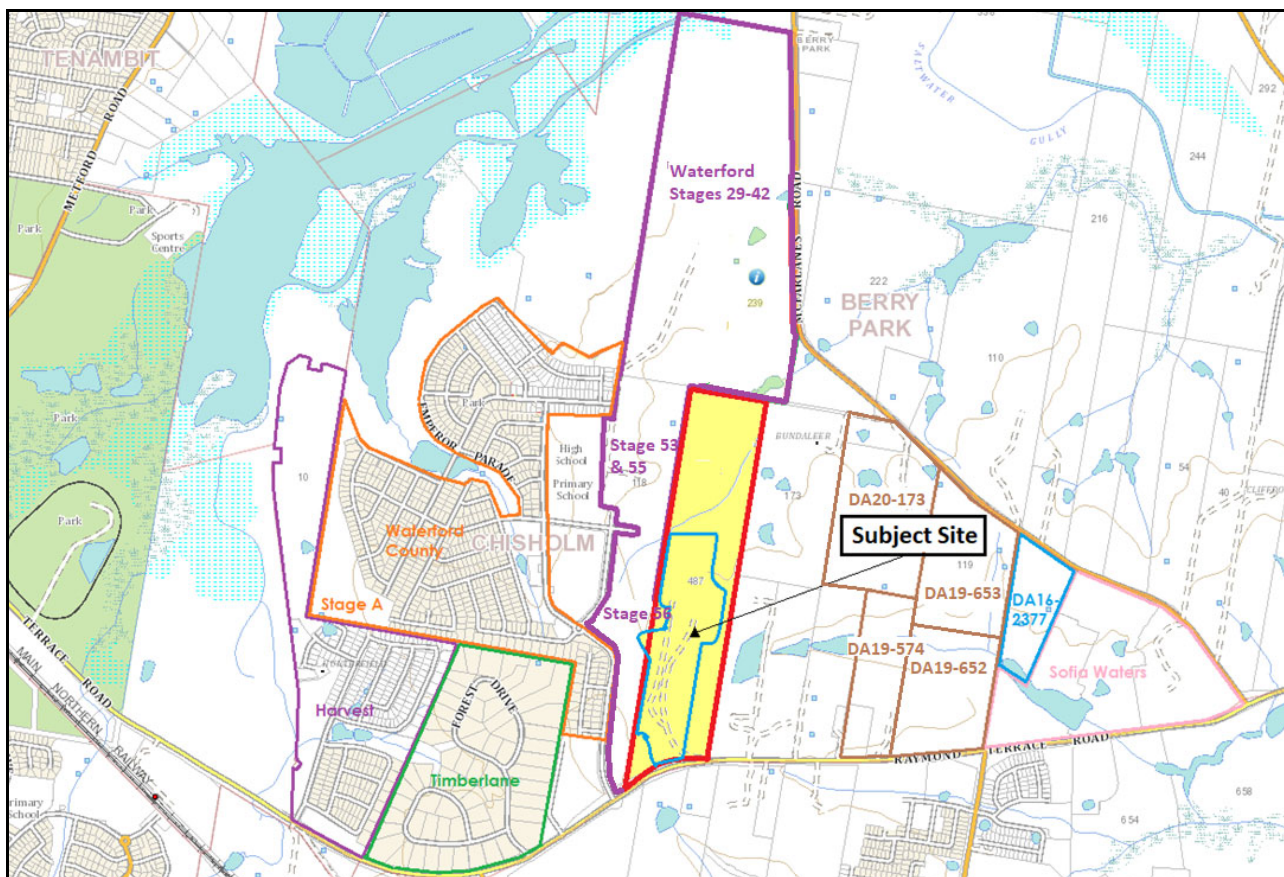 TENAMBIT
METFORD ROAD
Park
Park
Park
Sports
Centre
BERRY
PARK
SALTWATER
GULLY
292
244
216
Waterford
Stages 29-42
MCFARLANES ROAD
239
222
BERRY
PARK
110
Park
EMPEROR PARADE
High
School
Primary
School
Stage 53
& 55
118
BUNDALEER
173
DA20-173
54
40
Park
Park
10
Waterford
County
CHISHOLM
Subject Site
487
119
DA19-653
DA16-
2377
Stage A
Stage 56
DA19-574
DA19-652
Sofia Waters
TERRACE ROAD
MAIN NORTHERN RAILWAY
Harvest
FOREST DRIVE
Timberlane
RAYMOND TERRACE ROAD
Primary
School
658
654